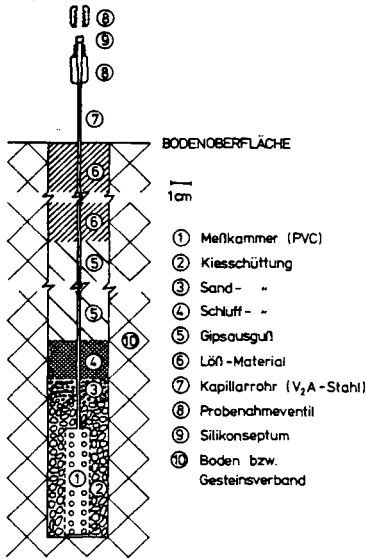 ⑧
⑨
⑧
⑦
BODENOBERFLÄCHE
⑥
1cm
⑥
⑤
⑤
⑩
④
③
①
②
① Meßkammer (PVC)
② Kiesschüttung
③ Sand- "
④ Schluff- "
⑤ Gipsausguß
⑥ Löß-Material
⑦ Kapillarrohr (V₂A-Stahl)
⑧ Probenahmeventil
⑨ Silikonseptum
⑩ Boden bzw.
Gesteinsverband